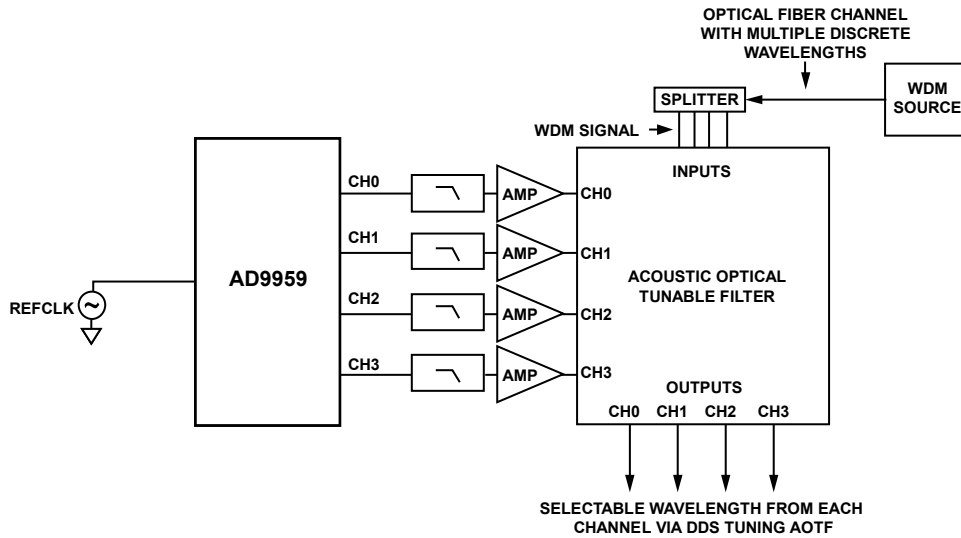 OPTICAL FIBER CHANNEL
WITH MULTIPLE DISCRETE
WAVELENGTHS
WDM
SOURCE
SPLITTER
WDM SIGNAL
INPUTS
REFCLK
AD9959
CH0
CH1
CH2
CH3
AMP
AMP
AMP
AMP
CH0
CH1
CH2
CH3
ACOUSTIC OPTICAL
TUNABLE FILTER
OUTPUTS
CH0 CH1 CH2 CH3
SELECTABLE WAVELENGTH FROM EACH
CHANNEL VIA DDS TUNING AOTF